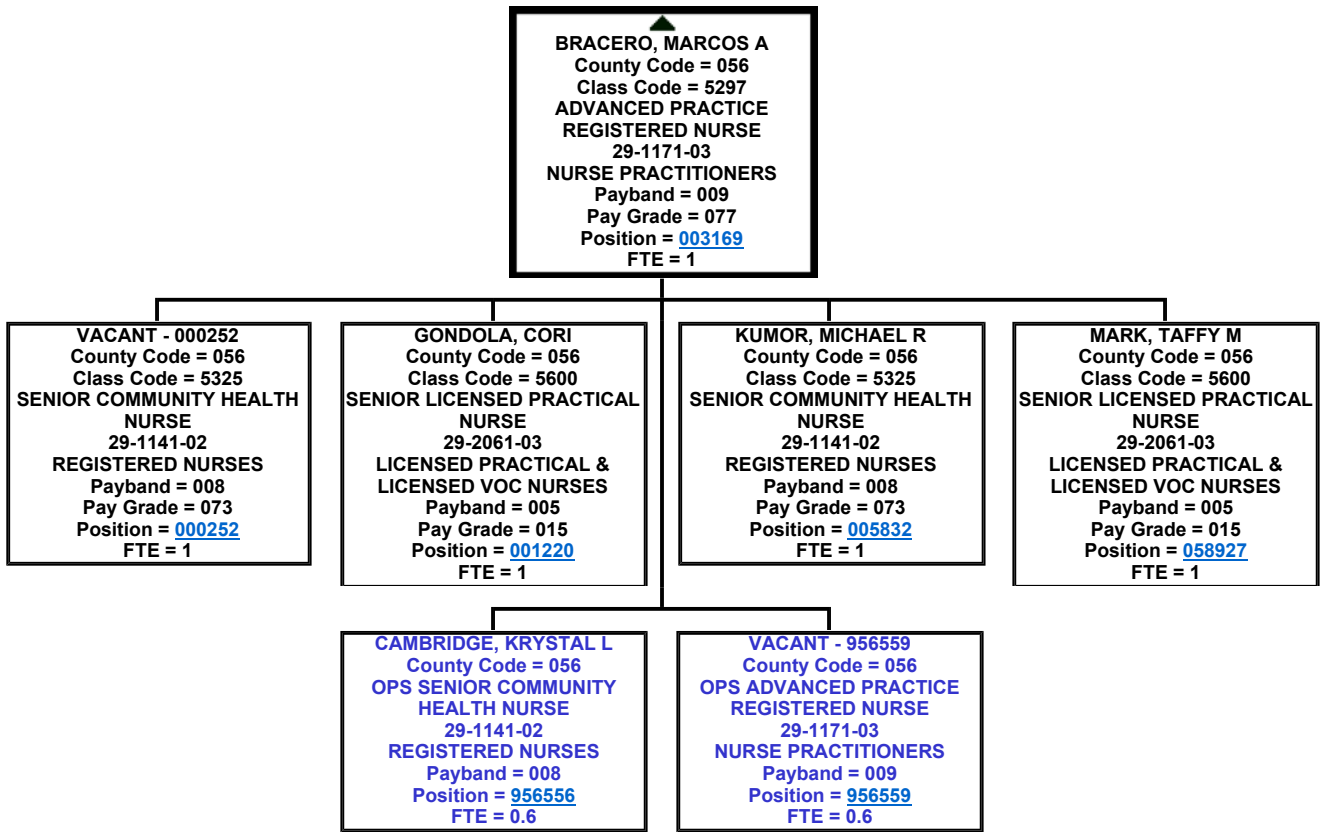 BRACERO, MARCOS A
County Code = 056
Class Code = 5297
ADVANCED PRACTICE
REGISTERED NURSE
29-1171-03
NURSE PRACTITIONERS
Payband = 009
Pay Grade = 077
Position = 003169
FTE = 1
VACANT - 000252
County Code = 056
Class Code = 5325
SENIOR COMMUNITY HEALTH
NURSE
29-1141-02
REGISTERED NURSES
Payband = 008
Pay Grade = 073
Position = 000252
FTE = 1
GONDOLA, CORI
County Code = 056
Class Code = 5600
SENIOR LICENSED PRACTICAL
NURSE
29-2061-03
LICENSED PRACTICAL &
LICENSED VOC NURSES
Payband = 005
Pay Grade = 015
Position = 001220
FTE = 1
KUMOR, MICHAEL R
County Code = 056
Class Code = 5325
SENIOR COMMUNITY HEALTH
NURSE
29-1141-02
REGISTERED NURSES
Payband = 008
Pay Grade = 073
Position = 005832
FTE = 1
MARK, TAFFY M
County Code = 056
Class Code = 5600
SENIOR LICENSED PRACTICAL
NURSE
29-2061-03
LICENSED PRACTICAL &
LICENSED VOC NURSES
Payband = 005
Pay Grade = 015
Position = 058927
FTE = 1
CAMBRIDGE, KRYSTAL L
County Code = 056
OPS SENIOR COMMUNITY
HEALTH NURSE
29-1141-02
REGISTERED NURSES
Payband = 008
Position = 956556
FTE = 0.6
VACANT - 956559
County Code = 056
OPS ADVANCED PRACTICE
REGISTERED NURSE
29-1171-03
NURSE PRACTITIONERS
Payband = 009
Position = 956559
FTE = 0.6